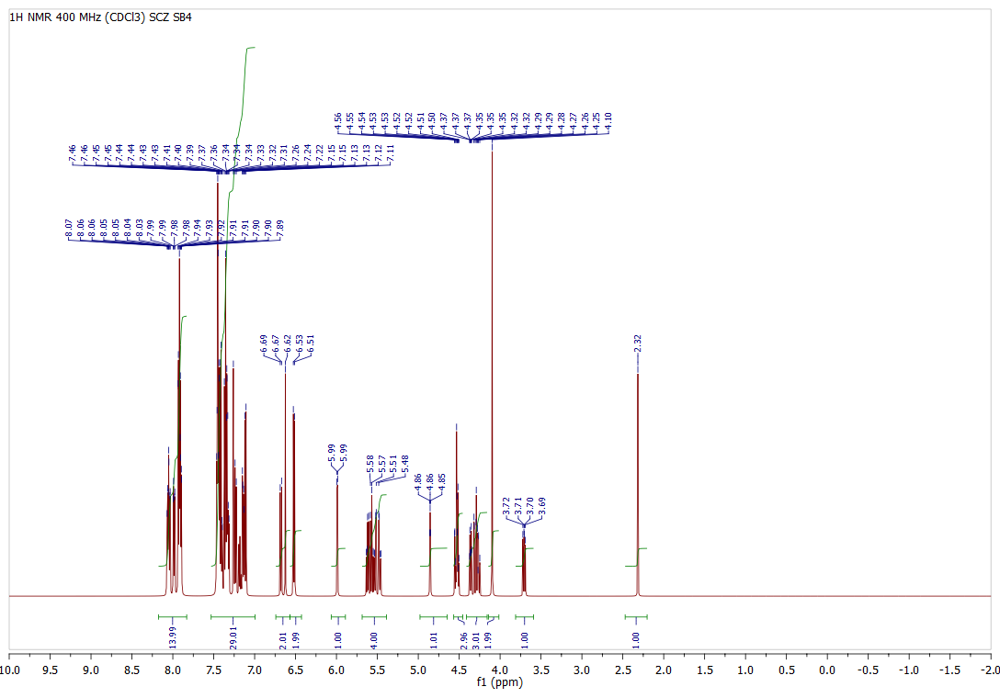 1H NMR 400 MHz (CDCl3) SCZ SB4
4.56 4.55 4.54 4.53 4.53 4.52 4.52 4.51 4.50 4.37 4.37 4.37 4.35 4.35 4.35 4.32 4.32 4.29 4.29 4.28 4.27 4.26 4.25 4.10
7.46 7.46 7.45 7.45 7.44 7.44 7.43 7.43 7.41 7.40 7.39 7.37 7.36 7.34 7.34 7.34 7.33 7.32 7.31 7.26 7.24 7.22 7.15 7.15 7.13 7.13 7.12 7.11
8.07 8.06 8.06 8.05 8.05 8.04 8.03 7.99 7.99 7.98 7.98 7.94 7.93 7.92 7.91 7.91 7.90 7.90 7.89
6.69 6.67 6.62 6.53 6.51
2.32
5.99 5.99
5.58 5.57 5.51 5.48
4.86 4.86 4.85
3.72 3.71 3.70 3.69
13.99 29.01 2.01 1.99 1.00 4.00 1.01 2.96 3.01 1.99 1.00 1.00
10.0 9.5 9.0 8.5 8.0 7.5 7.0 6.5 6.0 5.5 5.0 4.5 4.0 3.5 3.0 2.5 2.0 1.5 1.0 0.5 0.0 -0.5 -1.0 -1.5 -2.0
f1 (ppm)